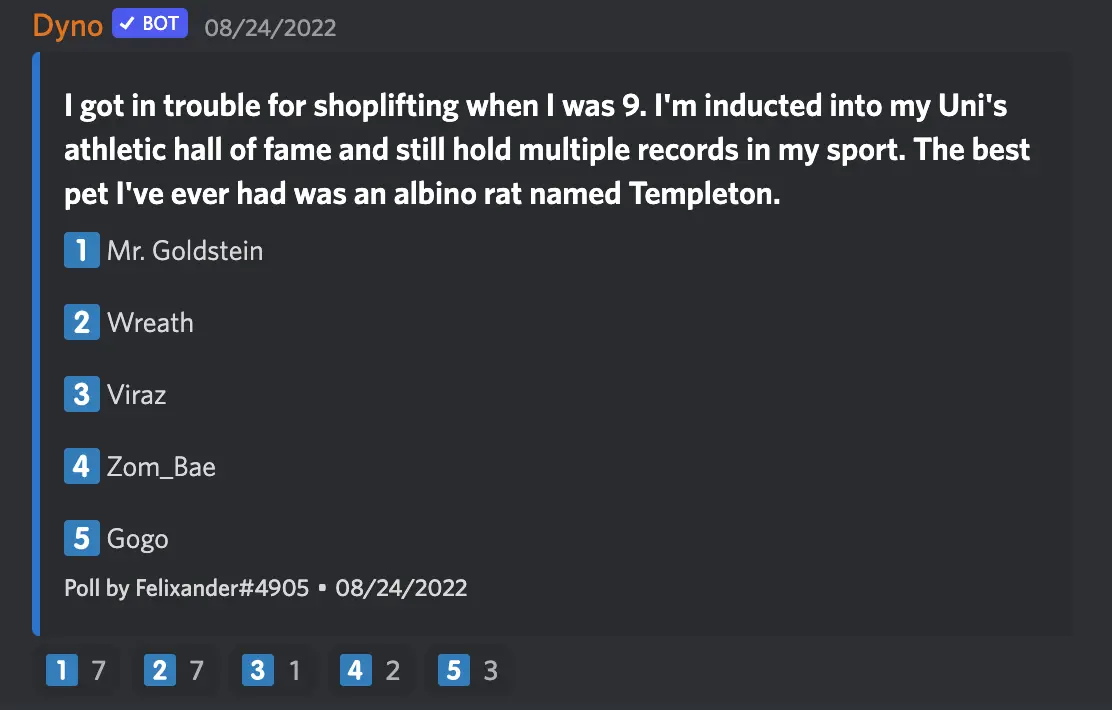 Dyno ✓ BOT 08/24/2022
I got in trouble for shoplifting when I was 9. I'm inducted into my Uni's
athletic hall of fame and still hold multiple records in my sport. The best
pet I've ever had was an albino rat named Templeton.
1 Mr. Goldstein
2 Wreath
3 Viraz
4 Zom_Bae
5 Gogo
Poll by Felixander#4905 • 08/24/2022
1 7 2 7 3 1 4 2 5 3